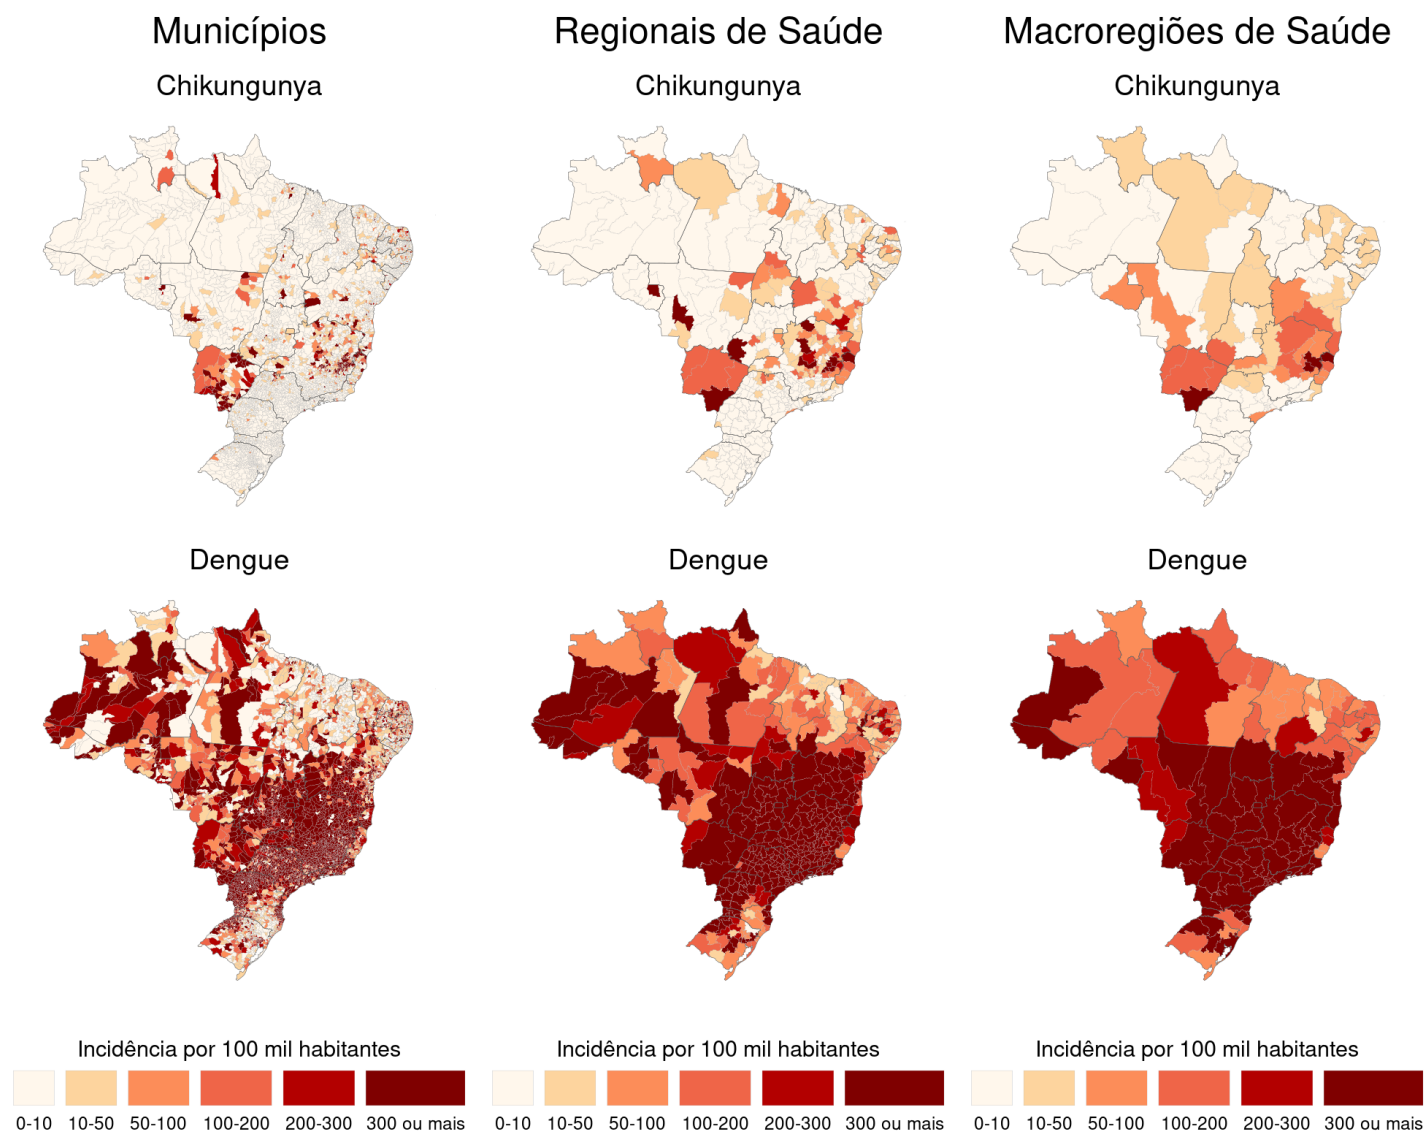 Municípios
Regionais de Saúde
Macroregiões de Saúde
Chikungunya
Chikungunya
Chikungunya
Dengue
Dengue
Dengue
Incidência por 100 mil habitantes
Incidência por 100 mil habitantes
Incidência por 100 mil habitantes
0-10 10-50 50-100 100-200 200-300 300 ou mais
0-10 10-50 50-100 100-200 200-300 300 ou mais
0-10 10-50 50-100 100-200 200-300 300 ou mais